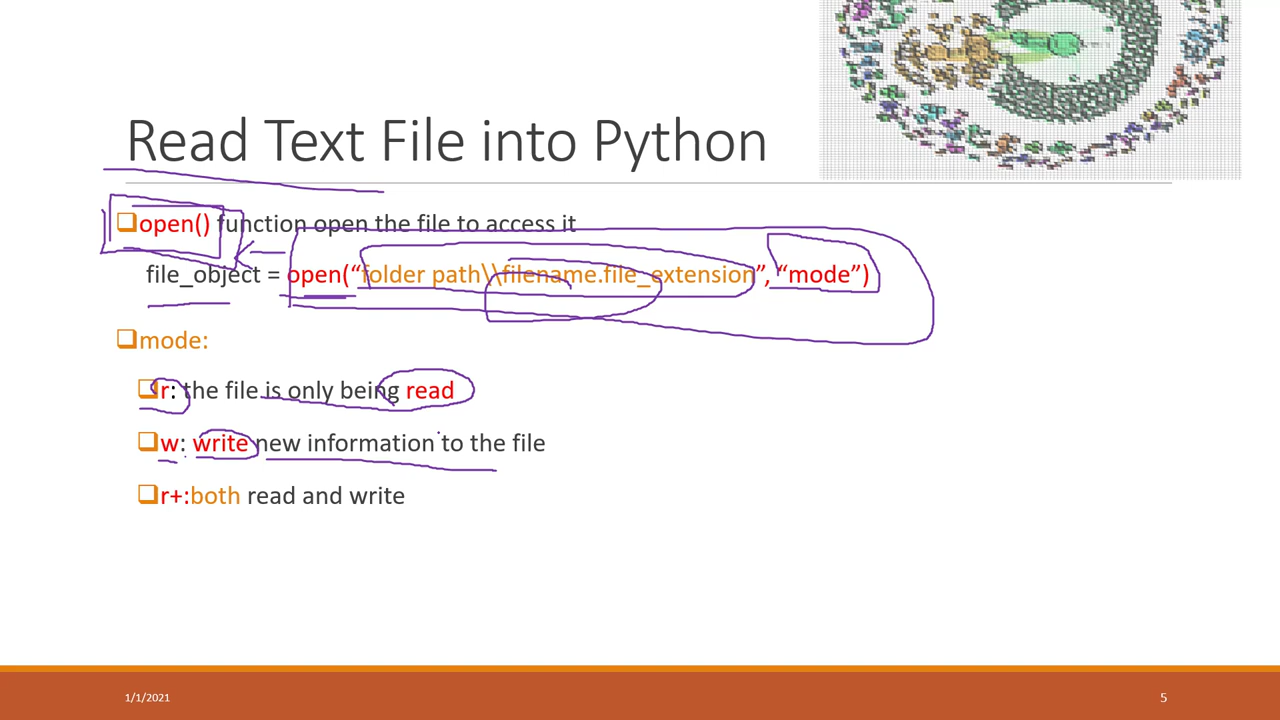 Read Text File into Python
open() function open the file to access it
file_object = open(“folder path\\filename.file_extension”, “mode”)
mode:
r: the file is only being read
w: write new information to the file
r+:both read and write
1/1/2021
5